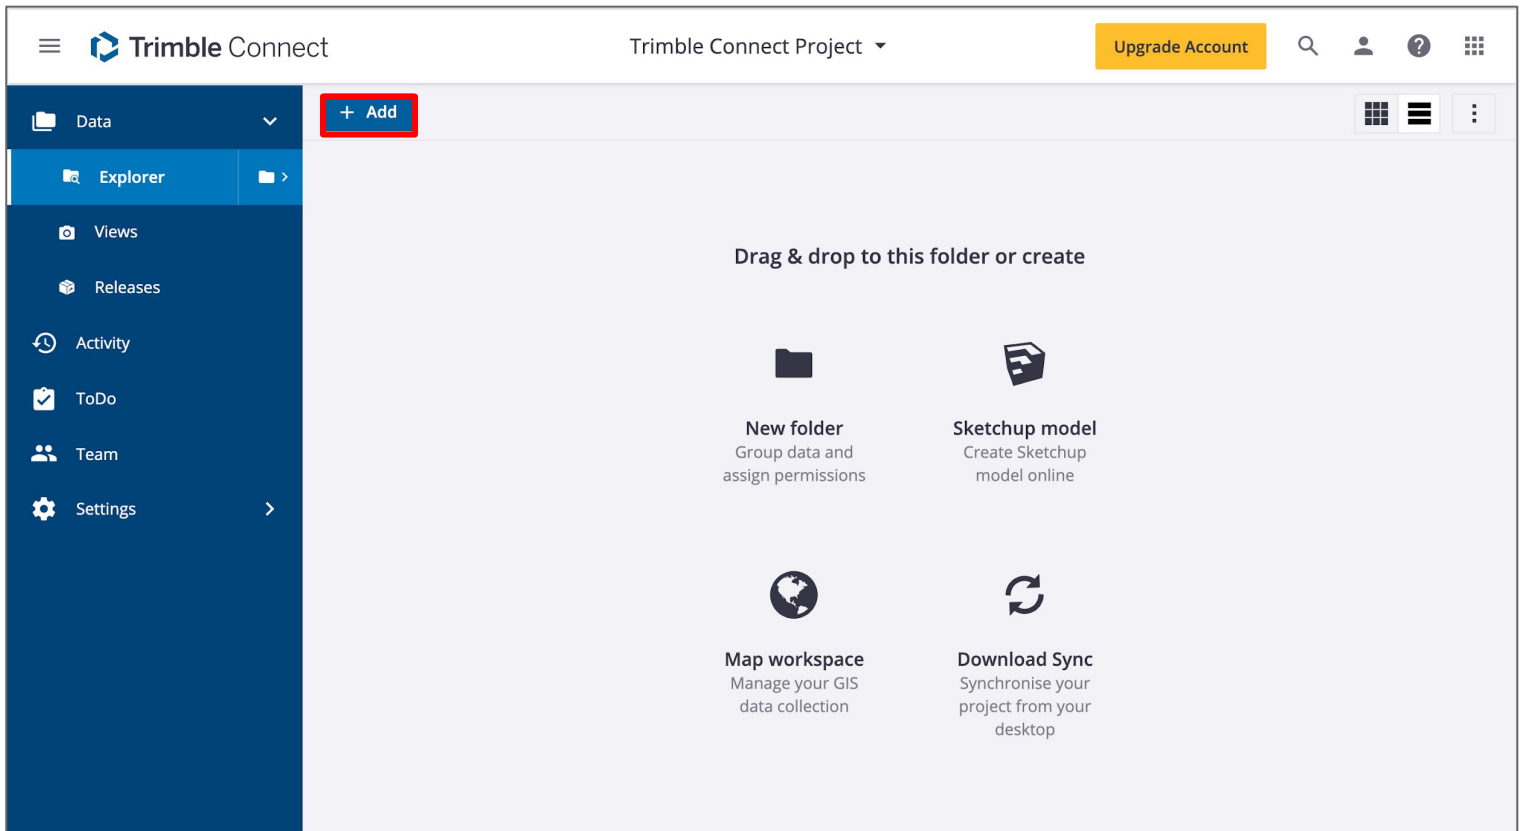 Trimble Connect
Trimble Connect Project
Upgrade Account
Data
+ Add
Explorer
Views
Releases
Activity
ToDo
Team
Settings
Drag & drop to this folder or create
New folder
Group data and
assign permissions
Sketchup model
Create Sketchup
model online
Map workspace
Manage your GIS
data collection
Download Sync
Synchronise your
project from your
desktop